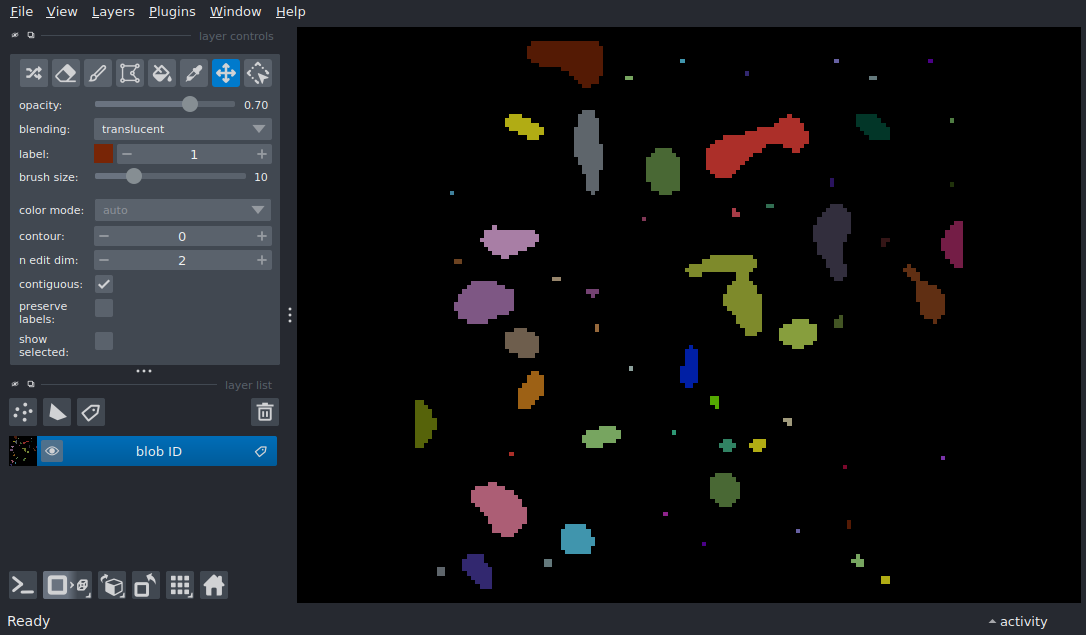 File View Layers Plugins Window Help
layer controls
opacity: 0.70
blending: translucent
label: 1
brush size: 10
color mode: auto
contour: 0
n edit dim: 2
contiguous:
preserve
labels:
show
selected:
layer list
blob ID
Ready
activity